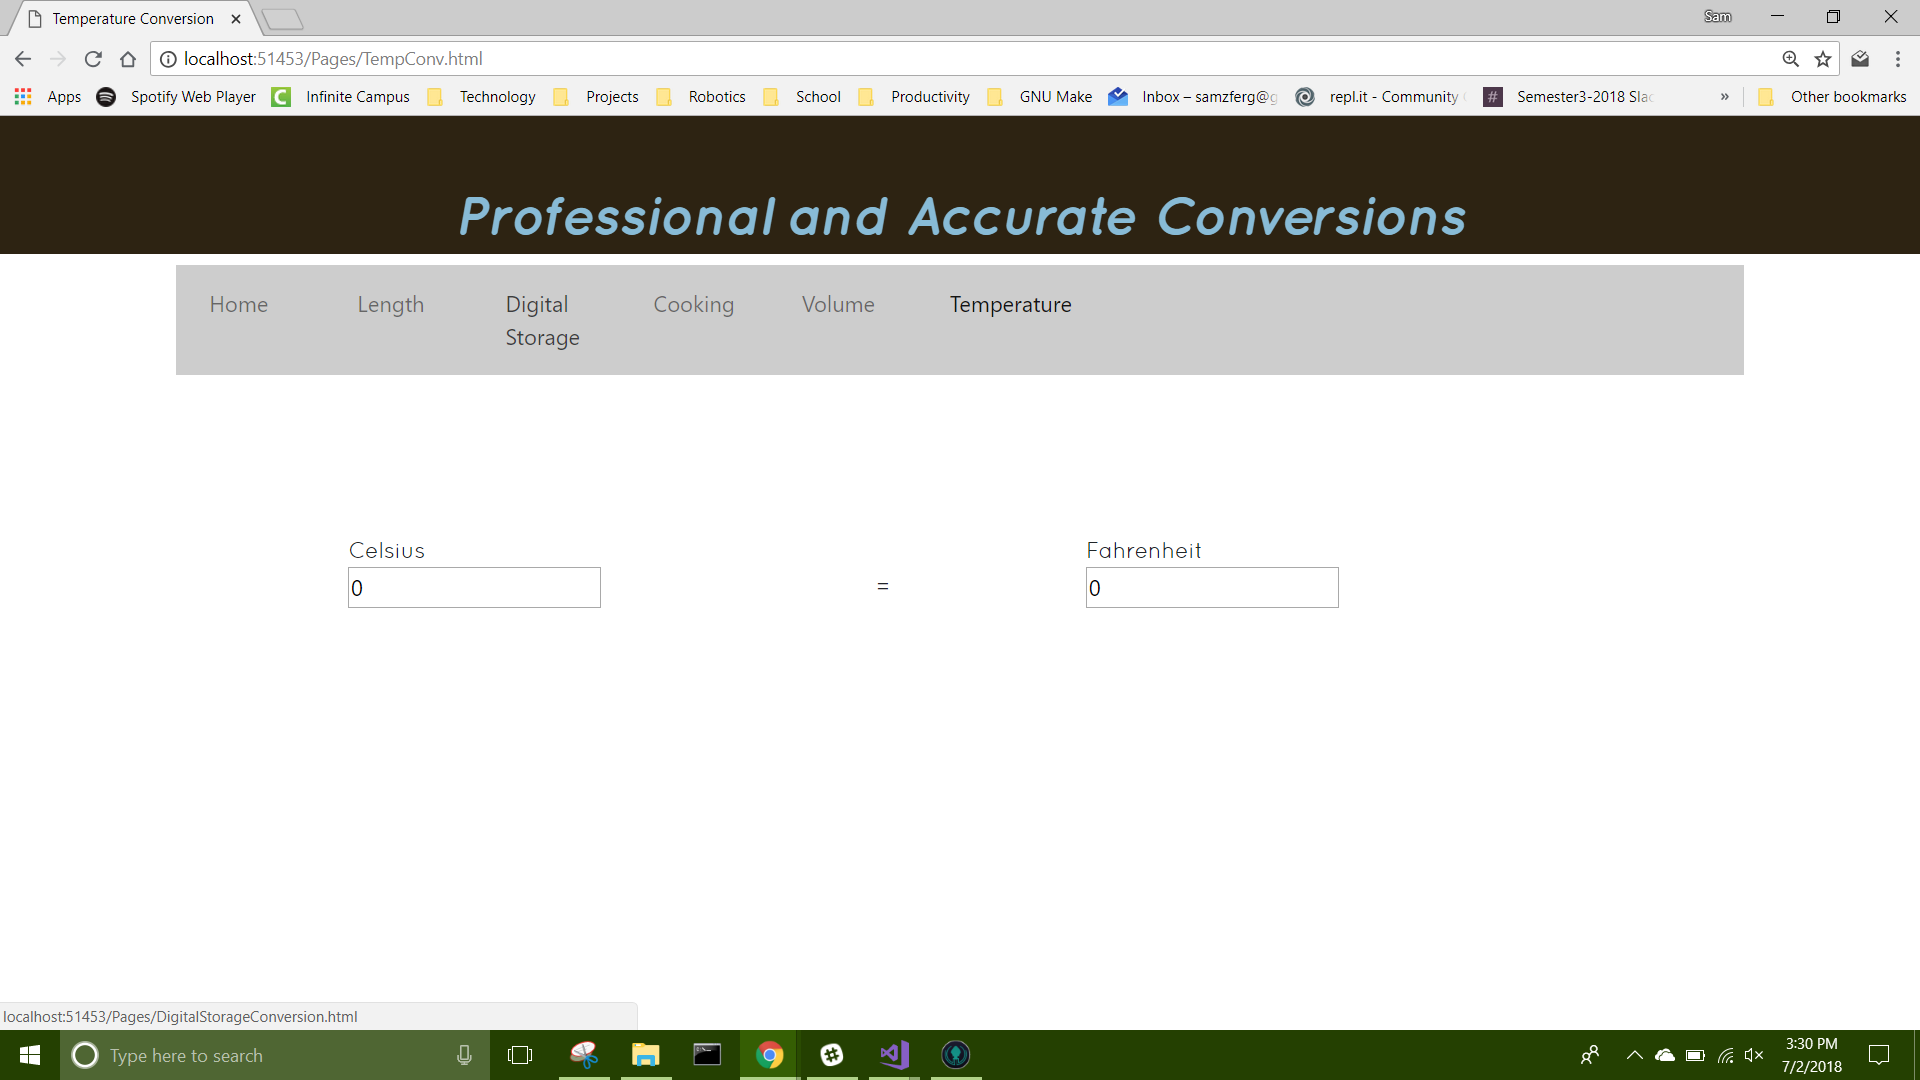 Temperature Conversion
Sam
localhost:51453/Pages/TempConv.html
Apps Spotify Web Player Infinite Campus Technology Projects Robotics School Productivity GNU Make Inbox – samzferg@g repl.it - Community # Semester3-2018 Slac » Other bookmarks
Professional and Accurate Conversions
Home Length Digital Storage Cooking Volume Temperature
Celsius Fahrenheit
0 = 0
localhost:51453/Pages/DigitalStorageConversion.html
Type here to search
3:30 PM
7/2/2018